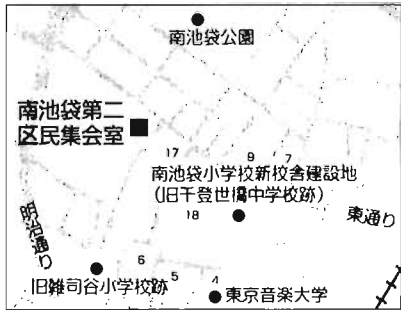 南池袋公園
南池袋第二
区民集会室
17
9
7
南池袋小学校新校舎建設地
(旧千登世橋中学校跡)
18
明治通り
東通り
6
旧雑司谷小学校跡
5
4
東京音楽大学